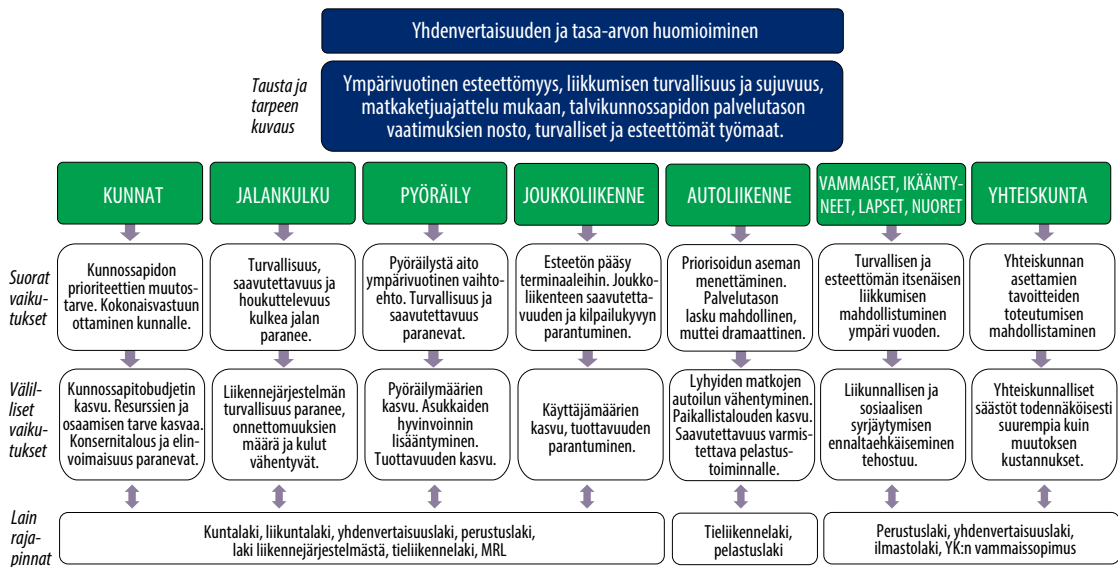 Yhdenvertaisuuden ja tasa-arvon huomioiminen
Tausta ja
tarpeen
kuvaus
Ympärivuotinen esteettömyys, liikkumisen turvallisuus ja sujuvuus,
matkaketjuajattelu mukaan, talvikunnossapidon palvelutason
vaatimuksien nosto, turvalliset ja esteettömät työmaat.
KUNNAT
JALANKULKU
PYÖRÄILY
JOUKKOLIIKENNE
AUTOLIIKENNE
VAMMAISET, IKÄÄNTY-
NEET, LAPSET, NUORET
YHTEISKUNTA
Suorat
vaiku-
tukset
Kunnossapidon
prioriteettien muutos-
tarve. Kokonaisvastuun
ottaminen kunnalle.
Turvallisuus,
saavutettavuus ja
houkuttelevuus
kulkea jalan
paranee.
Pyöräilystä aito
ympärivuotinen vaihto-
ehto. Turvallisuus ja
saavutettavuus
paranevat.
Esteetön pääsy
terminaaleihin. Joukko-
liikenteen saavutetta-
vuuden ja kilpailukyvyn
parantuminen.
Priorisoidun aseman
menettäminen.
Palvelutason
lasku mahdollinen,
muttei dramaattinen.
Turvallisen ja
esteettömän itsenäisen
liikkumisen
mahdollistuminen
ympäri vuoden.
Yhteiskunnan
asettamien
tavoitteiden
toteutumisen
mahdollistaminen
Välil-
liset
vaiku-
tukset
Kunnossapitobudjetin
kasvu. Resurssien ja
osaamisen tarve kasvaa.
Konsernitalous ja elin-
voimaisuus paranevat.
Liikennejärjestelmän
turvallisuus paranee,
onnettomuuksien
määrä ja kulut
vähentyvät.
Pyöräilymäärien
kasvu. Asukkaiden
hyvinvoinnin
lisääntyminen.
Tuottavuuden kasvu.
Käyttäjämäärien
kasvu, tuottavuuden
parantuminen.
Lyhyiden matkojen
autoilun vähentyminen.
Paikallistalouden kasvu.
Saavutettavuus varmis-
tettava pelastus-
toiminnalle.
Liikunnallisen ja
sosiaalisen
syrjäytymisen
ennaltaehkäiseminen
tehostuu.
Yhteiskunnalliset
säästöt todennäköisesti
suurempia kuin
muutoksen
kustannukset.
Lain
raja-
pinnat
Kuntalaki, liikuntalaki, yhdenvertaisuuslaki, perustuslaki,
laki liikennejärjestelmästä, tieliikennelaki, MRL
Tieliikennelaki,
pelastuslaki
Perustuslaki, yhdenvertaisuuslaki,
ilmastolaki, YK:n vammaissopimus